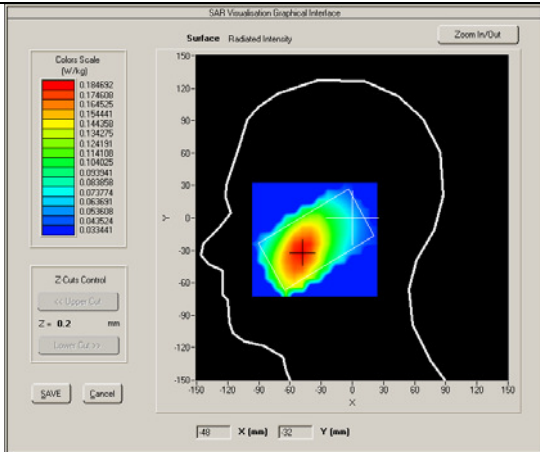 SAR Visualisation Graphical Interface
Surface Radiated Intensity
Zoom In/Out
Colors Scale
(W/kg)
0.184692
0.174608
0.164525
0.154441
0.144358
0.134275
0.124191
0.114108
0.104025
0.093941
0.083858
0.073774
0.063691
0.053608
0.043524
0.033441
Z Cuts Control
<< Upper Cut
Z = 0.2 mm
Lower Cut >>
SAVE Cancel
150
120
90
60
30
0
-30
-60
-90
-120
-150
Y
-150 -120 -90 -60 -30 0 30 60 90 120 150
X
-48 X (mm) -32 Y (mm)